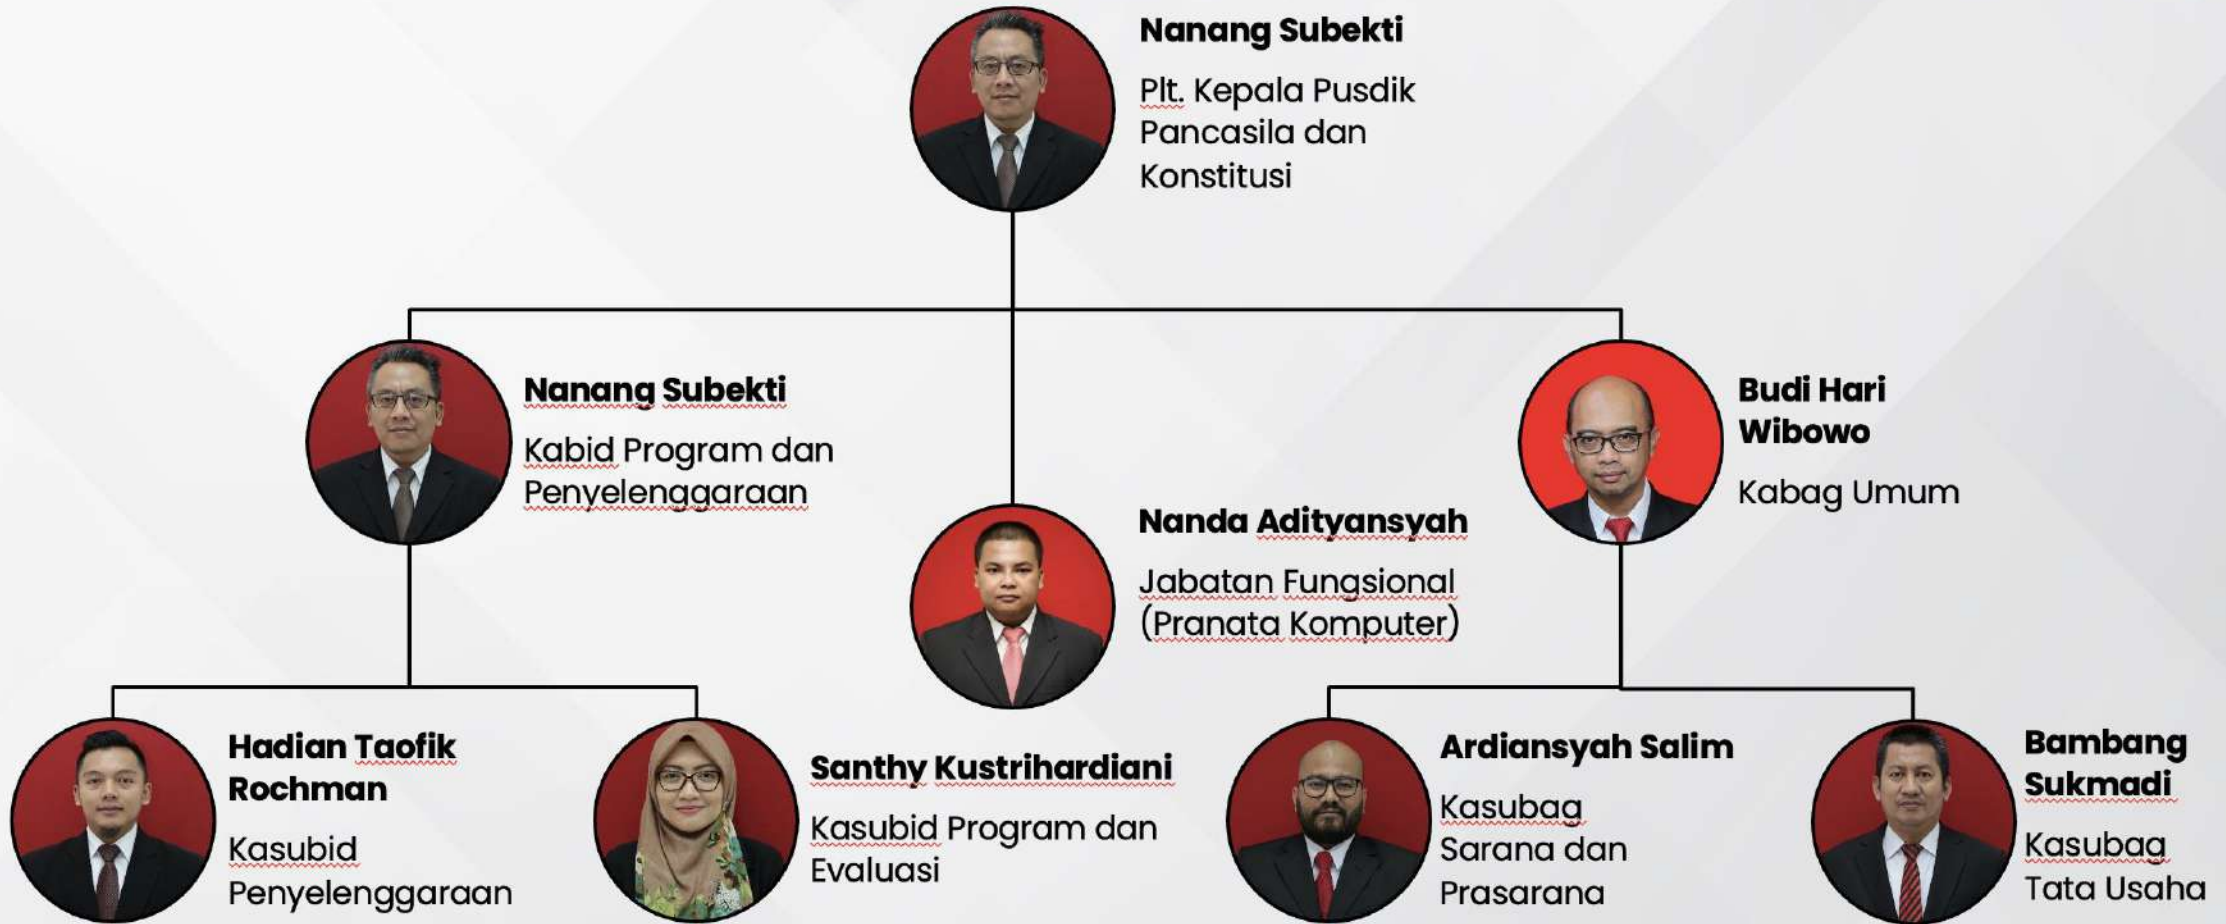 Nanang Subekti
Plt. Kepala Pusdik
Pancasila dan
Konstitusi
Nanang Subekti
Kabid Program dan
Penyelenggaraan
Budi Hari
Wibowo
Kabag Umum
Nanda Adityansyah
Jabatan Fungsional
(Pranata Komputer)
Hadian Taofik
Rochman
Kasubid
Penyelenggaraan
Santhy Kustrihardiani
Kasubid Program dan
Evaluasi
Ardiansyah Salim
Kasubag
Sarana dan
Prasarana
Bambang
Sukmadi
Kasubag
Tata Usaha